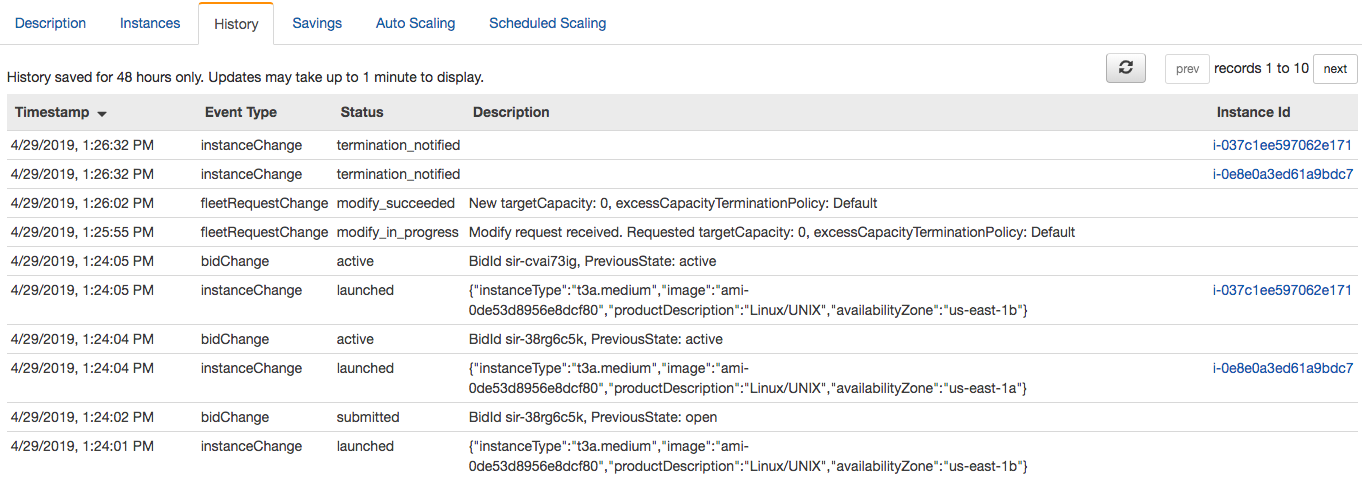 Description Instances History Savings Auto Scaling Scheduled Scaling
History saved for 48 hours only. Updates may take up to 1 minute to display. prev records 1 to 10 next
Timestamp Event Type Status Description Instance Id
4/29/2019, 1:26:32 PM instanceChange termination_notified i-037c1ee597062e171
4/29/2019, 1:26:32 PM instanceChange termination_notified i-0e8e0a3ed61a9bdc7
4/29/2019, 1:26:02 PM fleetRequestChange modify_succeeded New targetCapacity: 0, excessCapacityTerminationPolicy: Default
4/29/2019, 1:25:55 PM fleetRequestChange modify_in_progress Modify request received. Requested targetCapacity: 0, excessCapacityTerminationPolicy: Default
4/29/2019, 1:24:05 PM bidChange active BidId sir-cvai73ig, PreviousState: active
4/29/2019, 1:24:05 PM instanceChange launched {"instanceType":"t3a.medium","image":"ami- i-037c1ee597062e171
0de53d8956e8dcf80","productDescription":"Linux/UNIX","availabilityZone":"us-east-1b"}
4/29/2019, 1:24:04 PM bidChange active BidId sir-38rg6c5k, PreviousState: active
4/29/2019, 1:24:04 PM instanceChange launched {"instanceType":"t3a.medium","image":"ami- i-0e8e0a3ed61a9bdc7
0de53d8956e8dcf80","productDescription":"Linux/UNIX","availabilityZone":"us-east-1a"}
4/29/2019, 1:24:02 PM bidChange submitted BidId sir-38rg6c5k, PreviousState: open
4/29/2019, 1:24:01 PM instanceChange launched {"instanceType":"t3a.medium","image":"ami-
0de53d8956e8dcf80","productDescription":"Linux/UNIX","availabilityZone":"us-east-1b"}